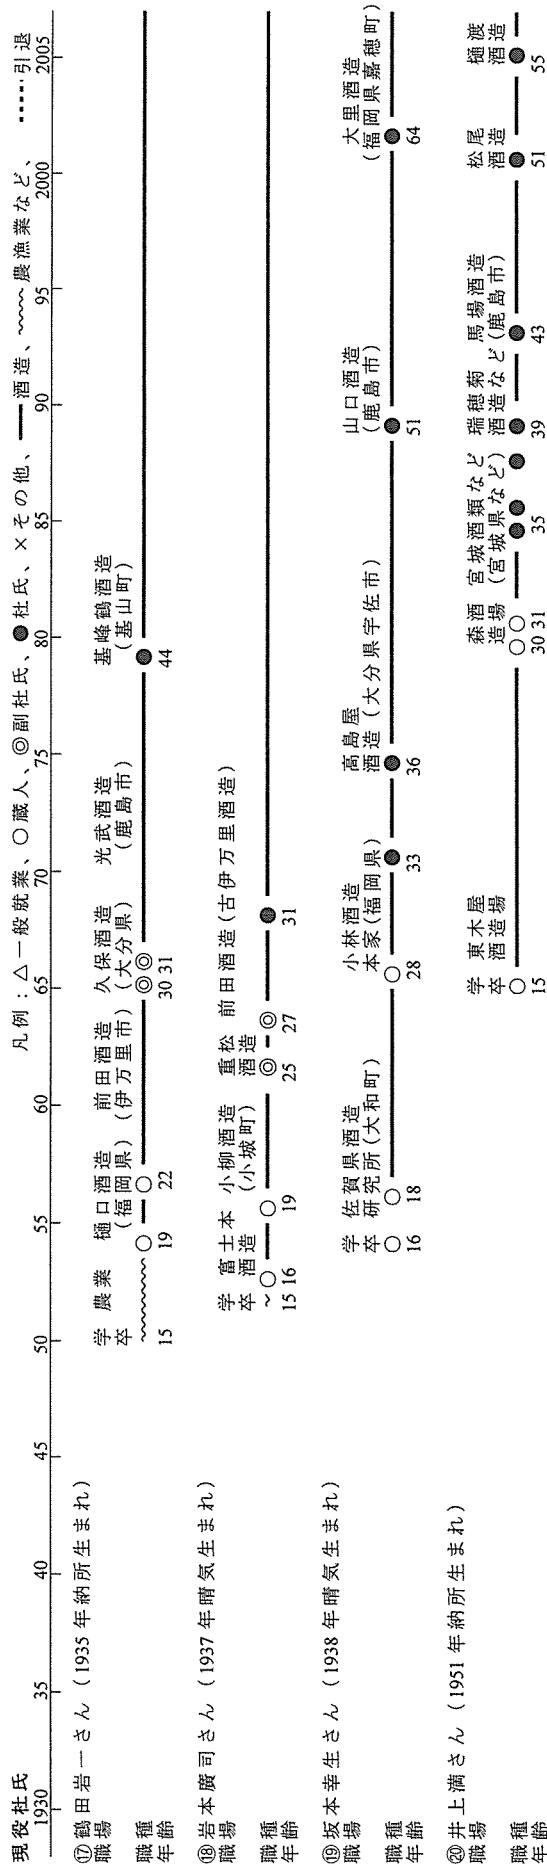 凡例：△一般就業、○蔵人、◎副杜氏、●杜氏、×その他、━━酒造、〰〰農漁業など、•••••引退
現役杜氏
1930 35 40 45 50 55 60 65 70 75 80 85 90 95 2000 2005
⑰鶴田岩一さん（1935年納所生まれ）
職場 学卒 農業 樋口酒造（福岡県） 前田酒造（伊万里市） 久保酒造（大分県） 光武酒造（鹿島市） 基峰鶴酒造（基山町）
職種 ○ ○ ◎ ◎ ●
年齢 15 19 22 30 31 44
⑱岩本廣司さん（1937年晴気生まれ）
職場 学卒 富士本酒造 小柳酒造（小城町） 重松酒造 前田酒造（古伊万里酒造）
職種 ○ ○ ◎ ◎ ●
年齢 15 16 19 25 27 31
⑲坂本幸生さん（1938年晴気生まれ）
職場 学卒 佐賀県酒造研究所（大和町） 小林酒造本家（福岡県） 高島屋酒造（大分県宇佐市） 山口酒造（鹿島市） 大里酒造（福岡県嘉穂町）
職種 ○ ○ ○ ● ● ● ●
年齢 16 18 28 33 36 51 64
⑳井上満さん（1951年納所生まれ）
職場 学卒 東木屋酒造場 森酒造場 宮城酒類など（宮城県など） 瑞穂菊酒造など 馬場酒造（鹿島市） 松尾酒造 樋渡酒造
職種 ○ ○ ○ ● ● ● ● ● ● ●
年齢 15 30 31 35 39 43 51 55